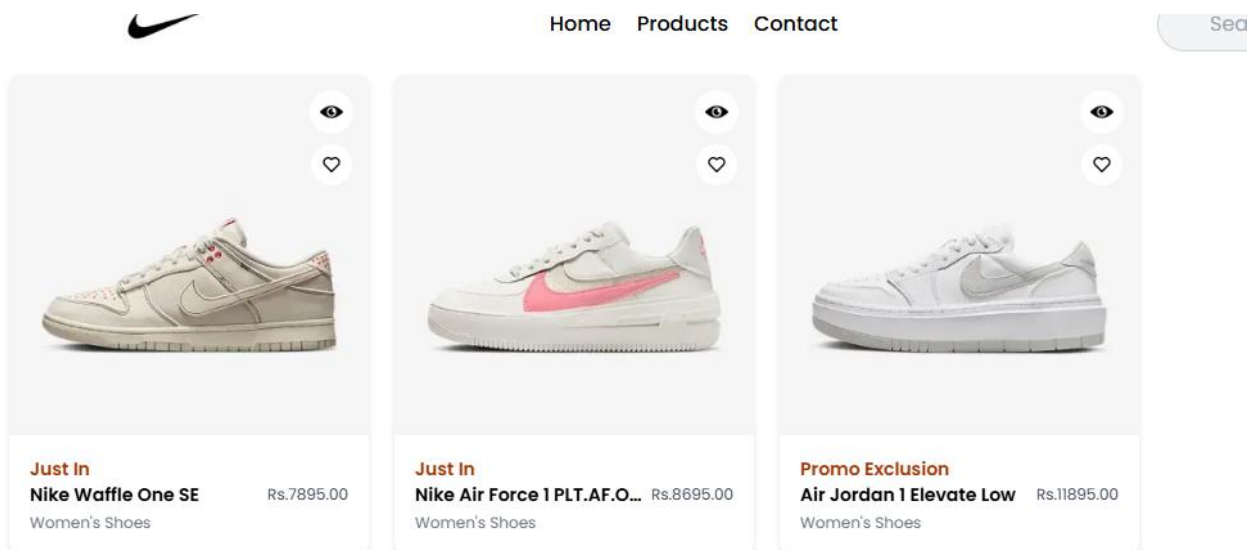 Home Products Contact
Sea
Just In
Nike Waffle One SE Rs.7895.00
Women's Shoes
Just In
Nike Air Force 1 PLT.AF.O... Rs.8695.00
Women's Shoes
Promo Exclusion
Air Jordan 1 Elevate Low Rs.11895.00
Women's Shoes